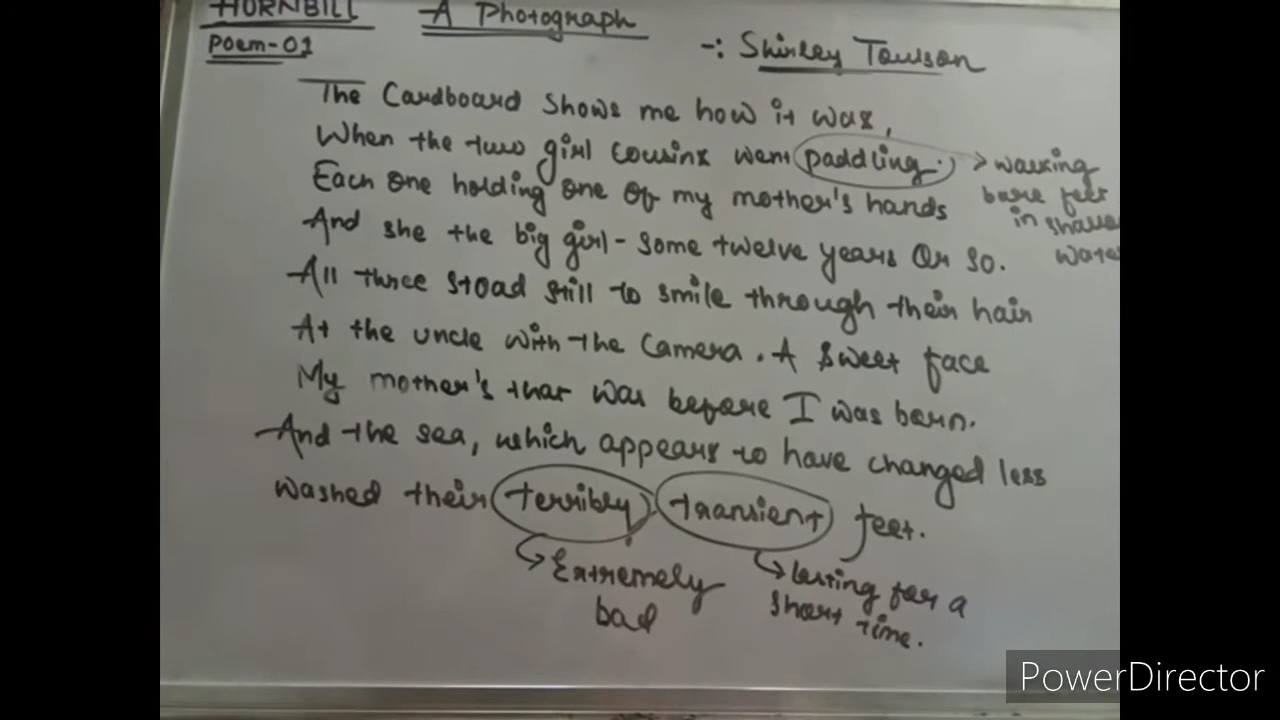 HORNBILL
A Photograph
Poem-01
-: Shirley Toulson
The Cardboard Shows me how it was,
When the two girl cousins went paddling.
→ walking
bare feet
in shallo
water
Each one holding one of my mother's hands
And she the big girl - some twelve years Or so.
All three stood still to smile through their hair
At the uncle with the Camera. A sweet face
My mother's that was before I was born.
And the sea, which appears to have changed less
washed their terribly transient feet.
→ Extremely
bad
→ lasting for a
short time.
PowerDirector